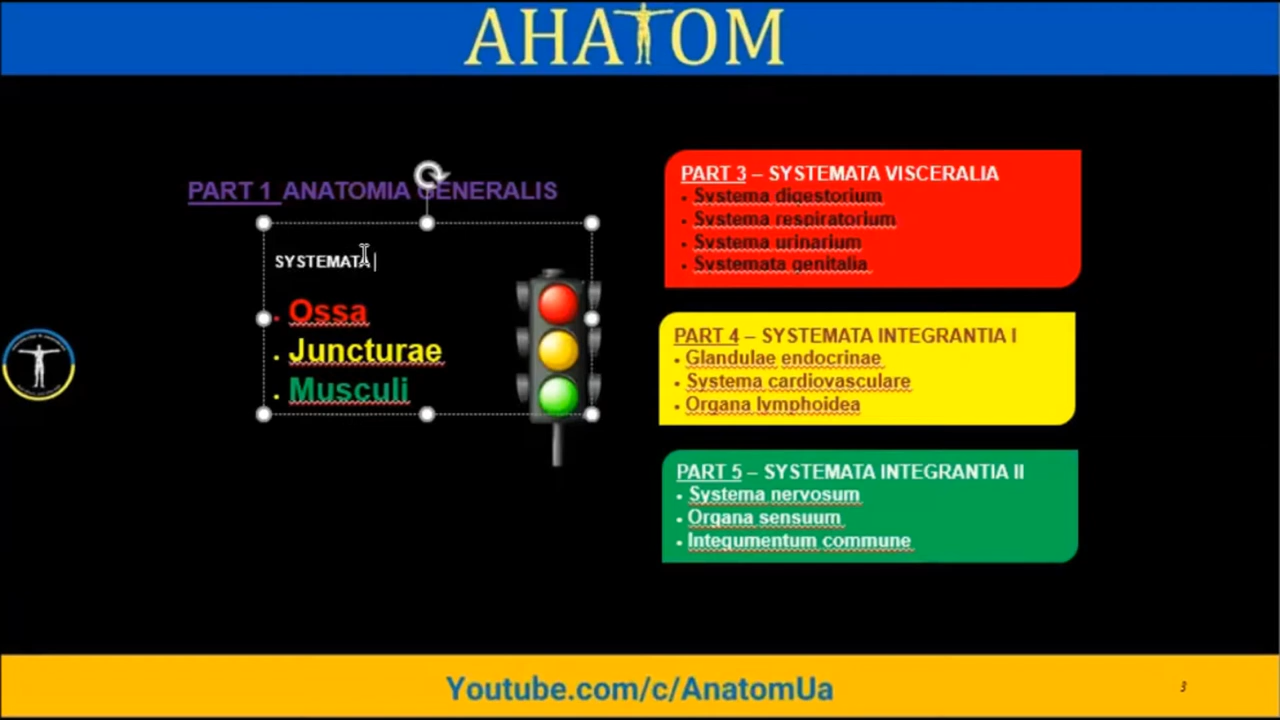 АНАТОМ
PART 1 ANATOMIA GENERALIS
SYSTEMATA
• Ossa
• Juncturae
• Musculi
PART 3 – SYSTEMATA VISCERALIA
• Systema digestorium
• Systema respiratorium
• Systema urinarium
• Systemata genitalia
PART 4 – SYSTEMATA INTEGRANTIA I
• Glandulae endocrinae
• Systema cardiovasculare
• Organa lymphoidea
PART 5 – SYSTEMATA INTEGRANTIA II
• Systema nervosum
• Organa sensuum
• Integumentum commune
Youtube.com/c/AnatomUa
3